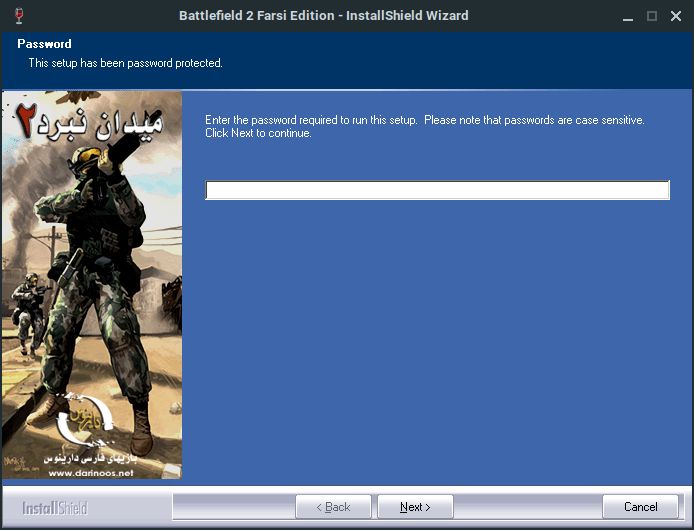 Battlefield 2 Farsi Edition - InstallShield Wizard
Password
This setup has been password protected.
میدان نبرد ۲
Enter the password required to run this setup.  Please note that passwords are case sensitive.
Click Next to continue.
دارینوس
بازیهای فارسی دارینوس
www.darinoos.net
InstallShield
< Back
Next >
Cancel